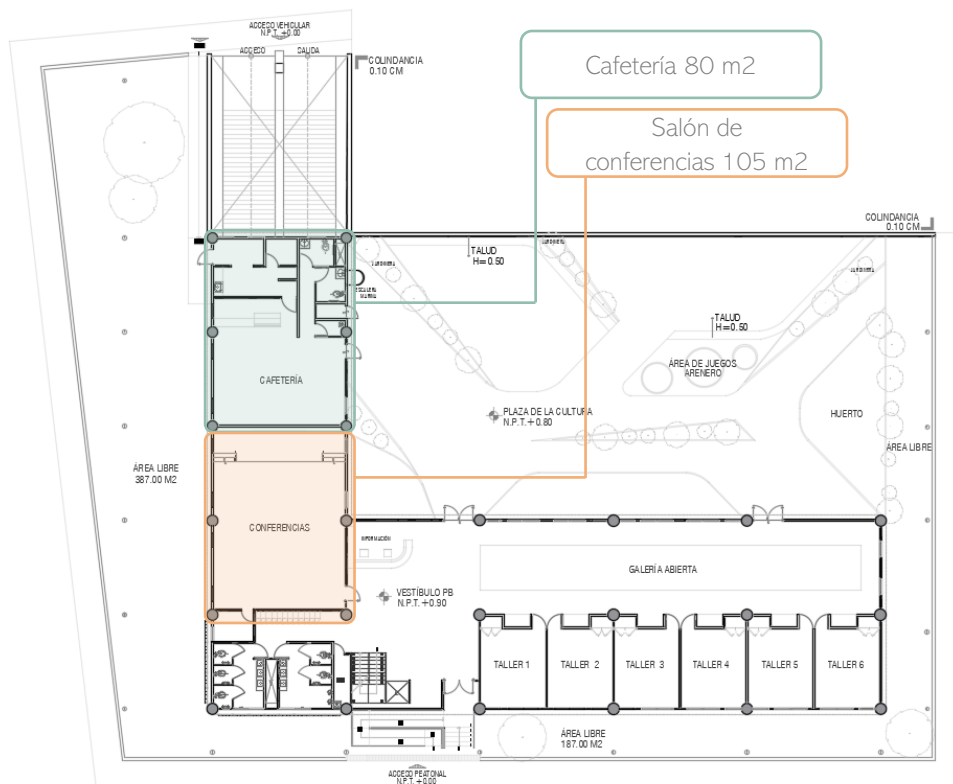 ACCESO VEHICULAR
N.P.T. +0.00
ACCESO
SALIDA
COLINDANCIA
0.10 CM
Cafetería 80 m2
Salón de
conferencias 105 m2
COLINDANCIA
0.10 CM
TALUD
H=0.50
JARDINERA
JARDINERA
JARDINERA
TALUD
H=0.50
ÁREA DE JUEGOS
ARENERO
CAFETERÍA
PLAZA DE LA CULTURA
N.P.T.+0.80
HUERTO
ÁREA LIBRE
ÁREA LIBRE
387.00 M2
CONFERENCIAS
INFORMACIÓN
GALERÍA ABIERTA
VESTÍBULO PB
N.P.T. +0.90
TALLER 1
TALLER 2
TALLER 3
TALLER 4
TALLER 5
TALLER 6
ÁREA LIBRE
187.00 M2
ACCESO PEATONAL
N.P.T. +0.00